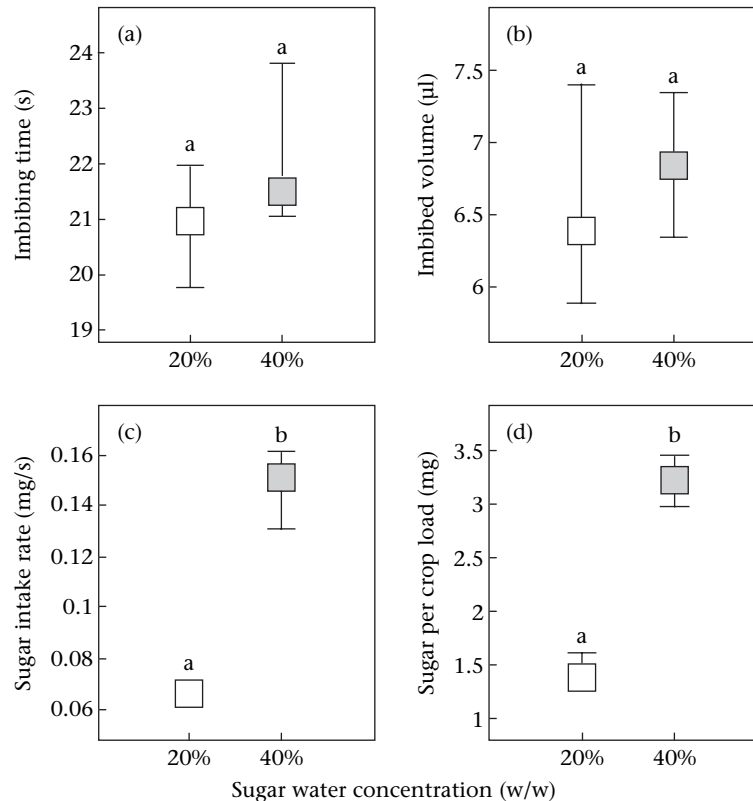 (a)
Imbibing time (s)
24
23
22
21
20
19
a
a
20%
40%
(b)
Imbibed volume (µl)
7.5
7
6.5
6
a
a
20%
40%
(c)
Sugar intake rate (mg/s)
0.16
0.14
0.12
0.1
0.08
0.06
a
b
20%
40%
(d)
Sugar per crop load (mg)
3.5
3
2.5
2
1.5
1
a
b
20%
40%
Sugar water concentration (w/w)